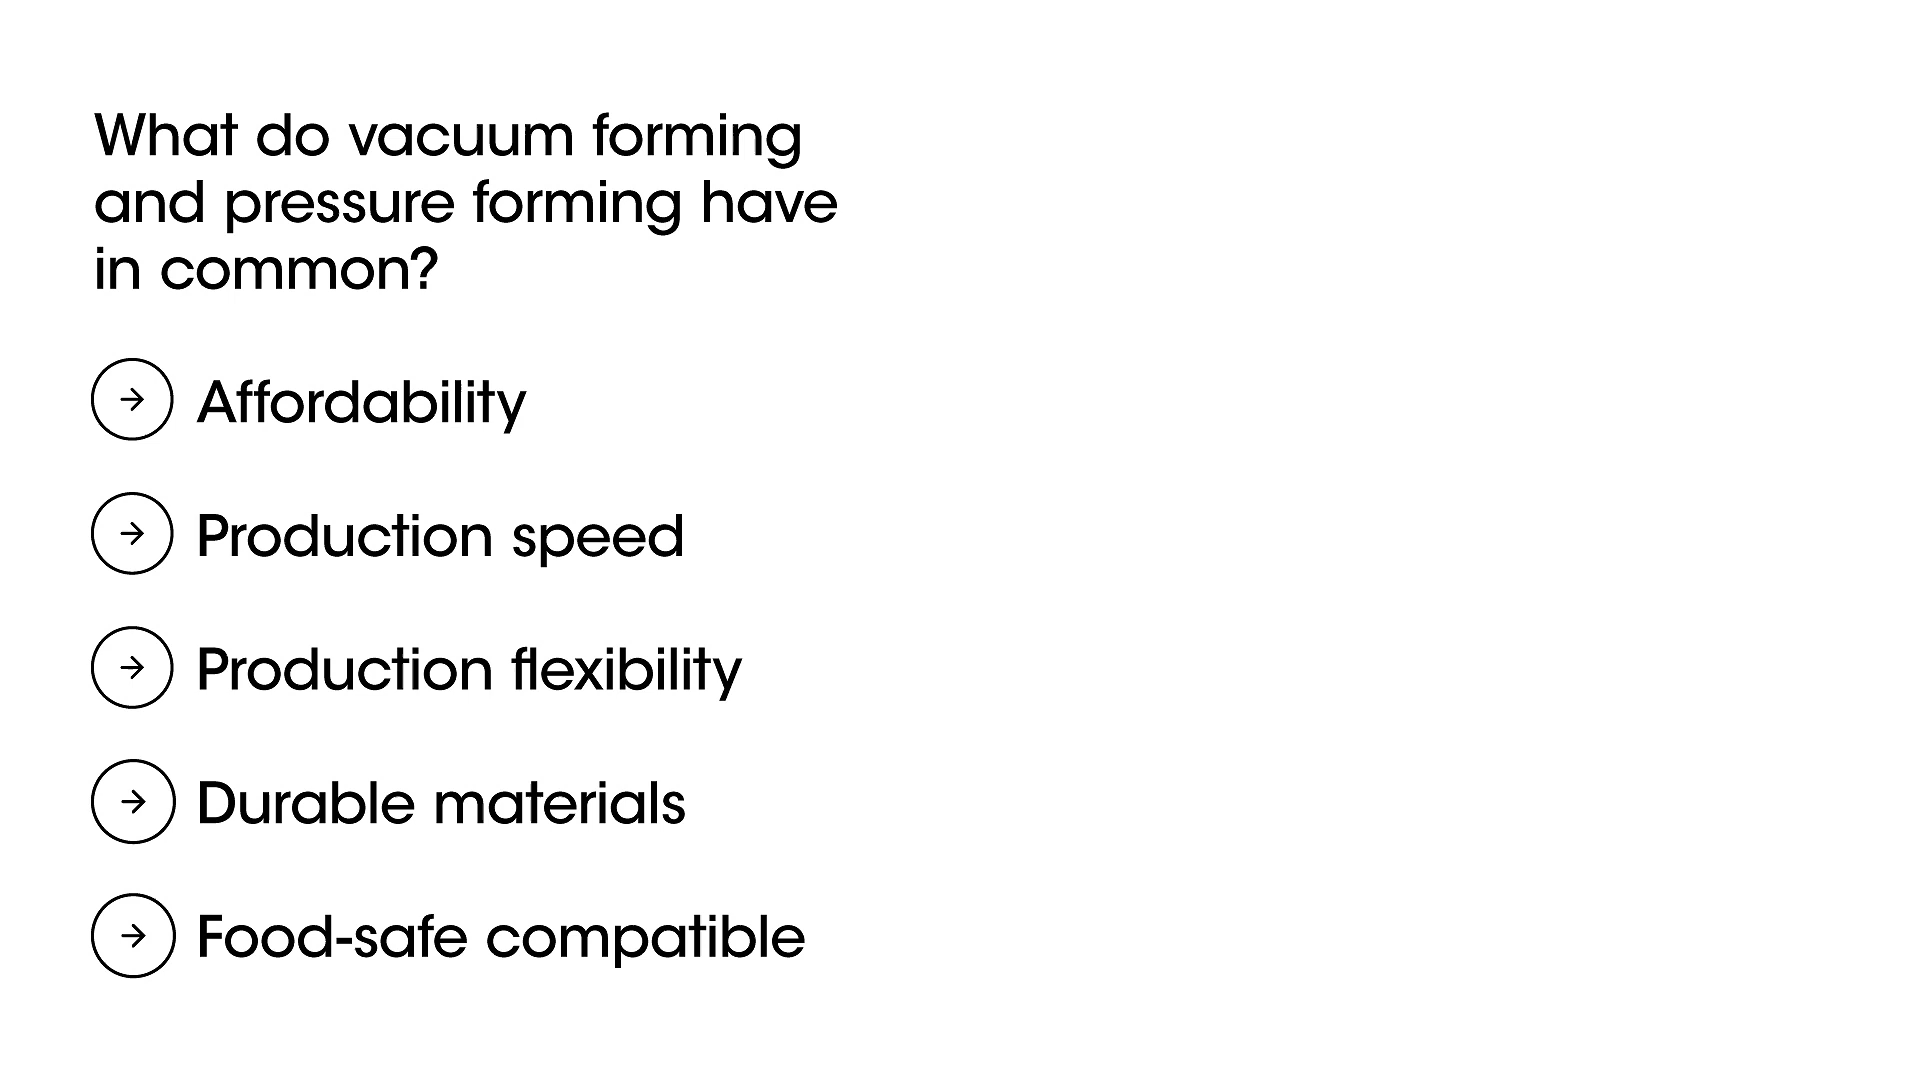 What do vacuum forming
and pressure forming have
in common?
Affordability
Production speed
Production flexibility
Durable materials
Food-safe compatible